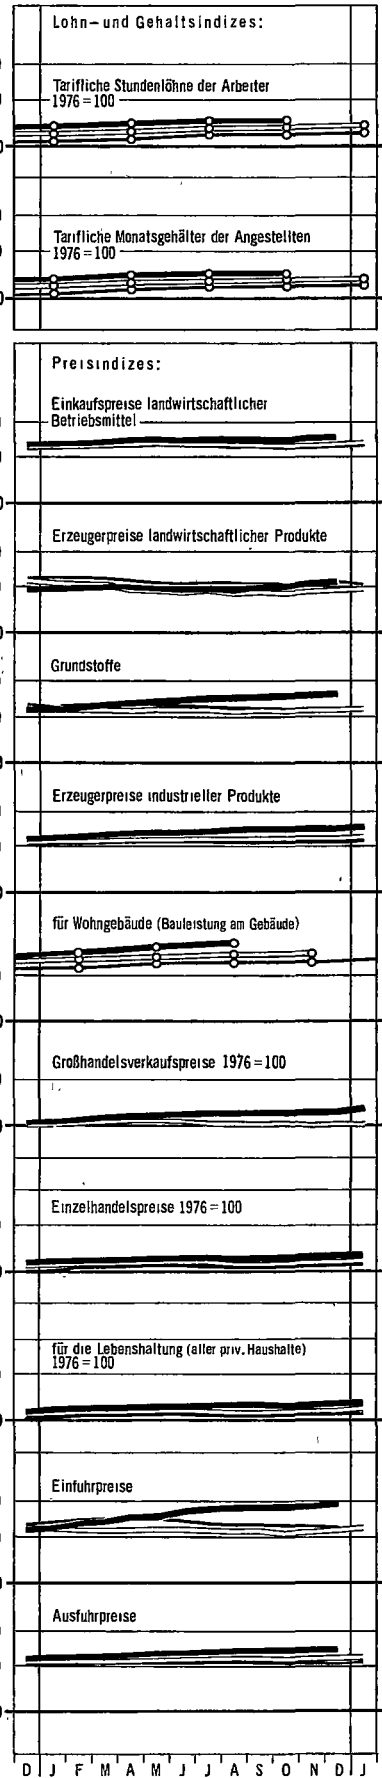 Lohn- und Gehaltsindizes:
Tarifliche Stundenlöhne der Arbeiter
1976 = 100
Tarifliche Monatsgehälter der Angestellten
1976 = 100
Preisindizes:
Einkaufspreise landwirtschaftlicher
Betriebsmittel
Erzeugerpreise landwirtschaftlicher Produkte
Grundstoffe
Erzeugerpreise industrieller Produkte
für Wohngebäude (Bauleistung am Gebäude)
Großhandelsverkaufspreise 1976 = 100
Einzelhandelspreise 1976 = 100
für die Lebenshaltung (aller priv. Haushalte)
1976 = 100
Einfuhrpreise
Ausfuhrpreise
D J F M A M J J A S O N D J